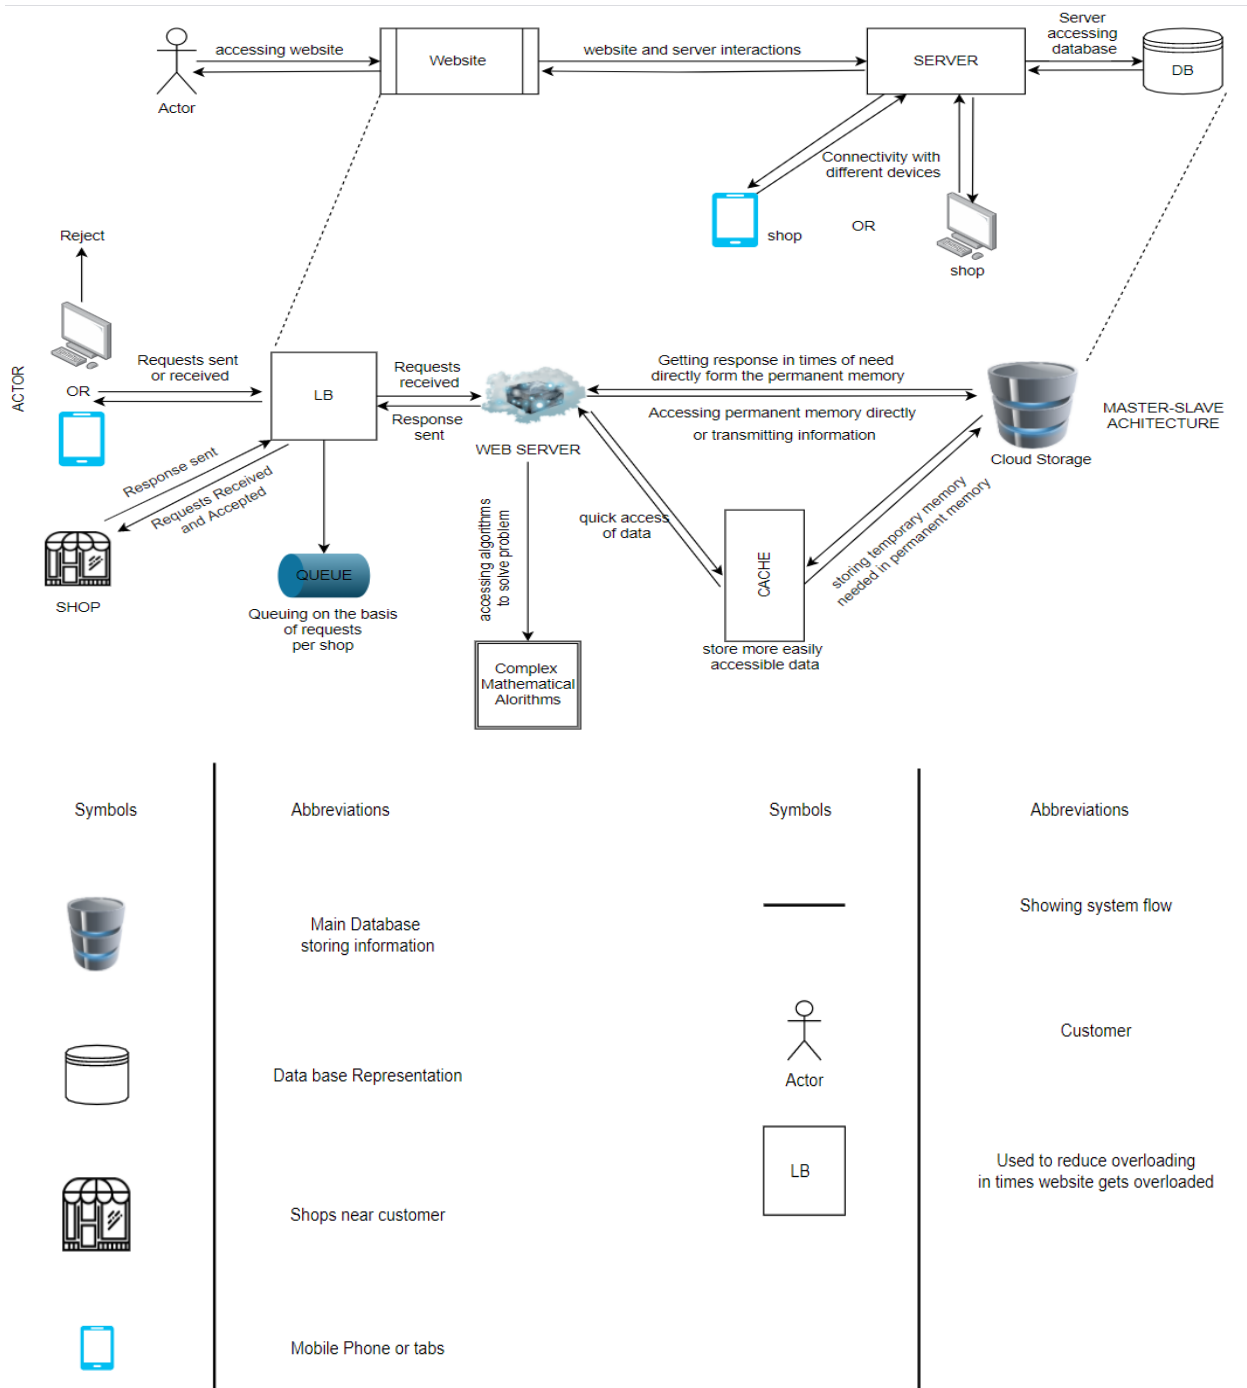 accessing website
Website
website and server interactions
SERVER
Server
accessing
database
DB
Actor
Connectivity with
different devices
shop
OR
shop
Reject
ACTOR
Requests sent
or received
OR
LB
Requests
received
Response
sent
WEB SERVER
Getting response in times of need
directly form the permanent memory
Accessing permanent memory directly
or transmitting information
Cloud Storage
MASTER-SLAVE
ACHITECTURE
Response sent
Requests Received
and Accepted
SHOP
QUEUE
Queuing on the basis
of requests
per shop
accessing algorithms
to solve problem
Complex
Mathematical
Alorithms
quick access
of data
CACHE
store more easily
accessible data
storing temporary memory
needed in permanent memory
Symbols
Abbreviations
Main Database
storing information
Data base Representation
Shops near customer
Mobile Phone or tabs
Symbols
Abbreviations
Showing system flow
Actor
Customer
LB
Used to reduce overloading
in times website gets overloaded